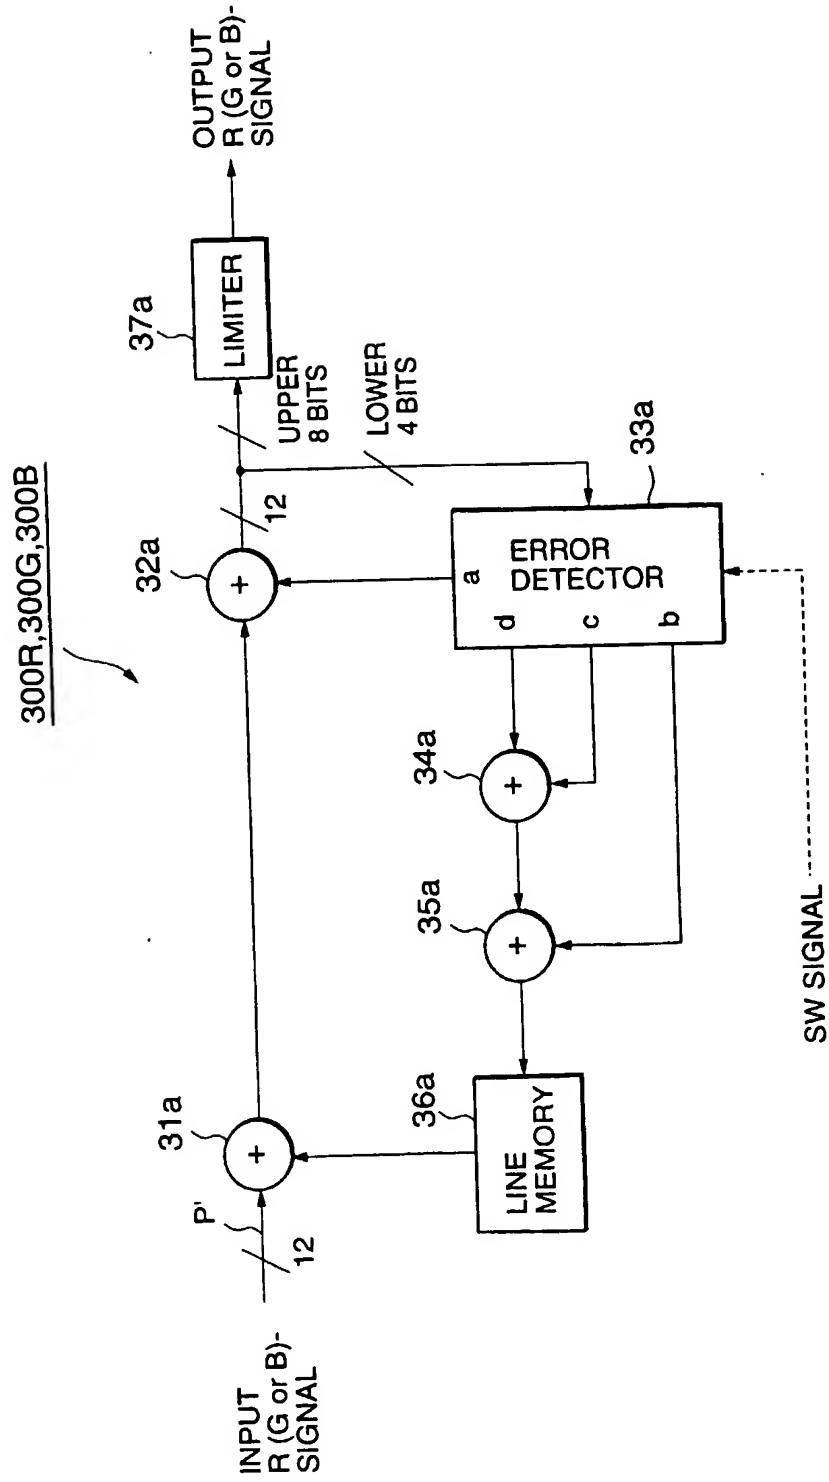 300R,300G,300B
INPUT
R (G or B)-
SIGNAL
P'
12
31a
+
32a
+
12
UPPER
8 BITS
37a
LIMITER
OUTPUT
R (G or B)-
SIGNAL
LOWER
4 BITS
LINE
MEMORY
36a
35a
+
34a
+
a
d
c
b
ERROR
DETECTOR
33a
SW SIGNAL